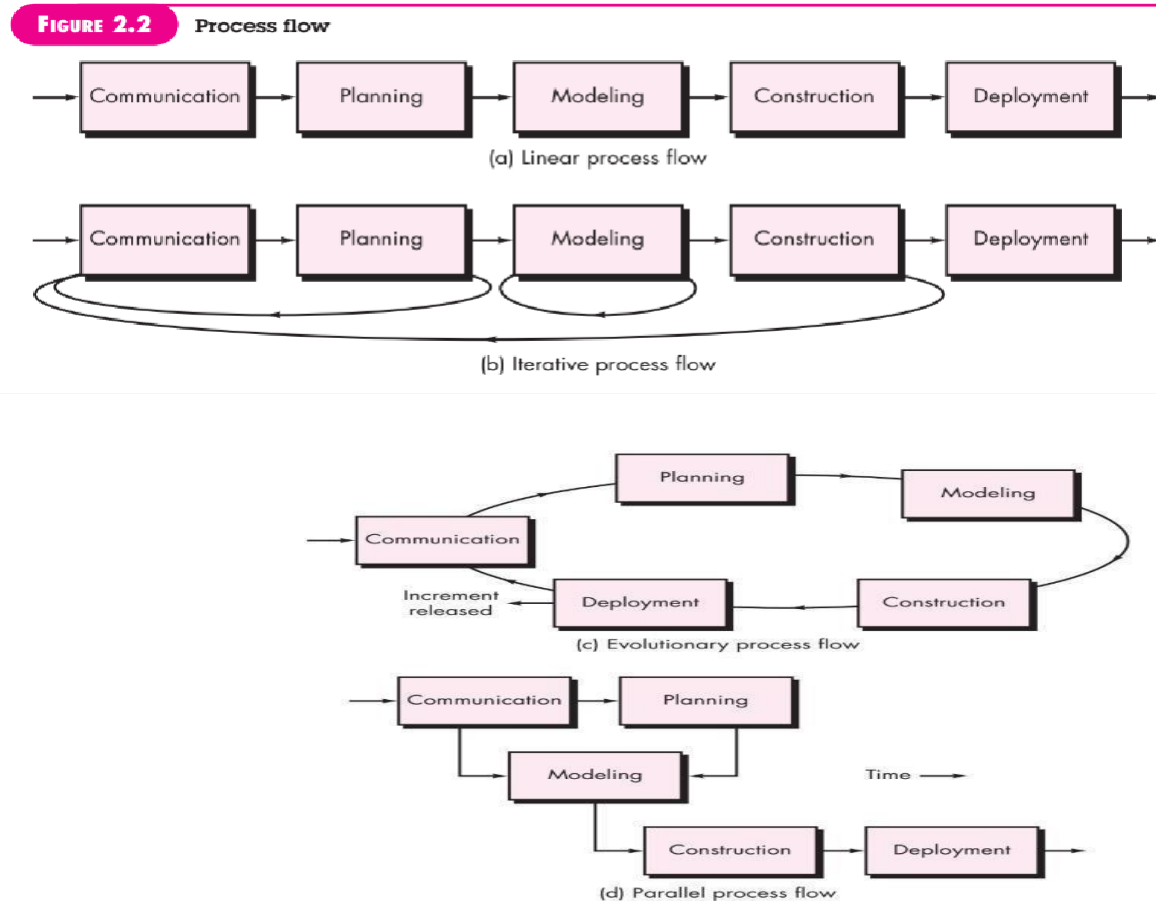 FIGURE 2.2 Process flow
Communication Planning Modeling Construction Deployment
(a) Linear process flow
Communication Planning Modeling Construction Deployment
(b) Iterative process flow
Planning
Modeling
Communication
Increment
released
Deployment
Construction
(c) Evolutionary process flow
Communication Planning
Modeling
Time
Construction Deployment
(d) Parallel process flow